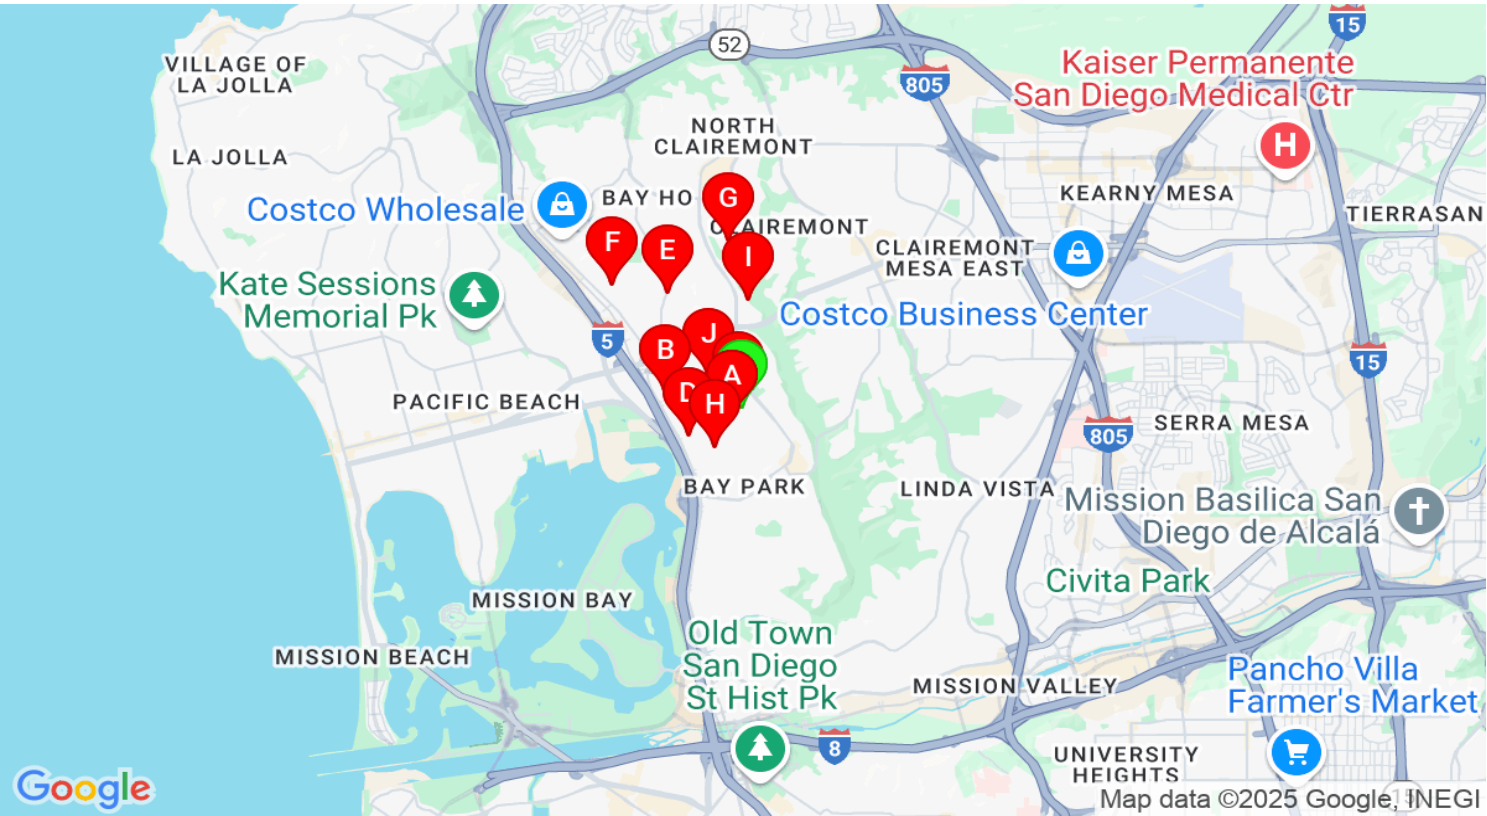 52
15
VILLAGE OF
LA JOLLA
Kaiser Permanente
San Diego Medical Ctr
805
H
NORTH
CLAIREMONT
LA JOLLA
KEARNY MESA
BAY HO
G
Costco Wholesale
TIERRASAN
F
E
I
AIREMONT
CLAIREMONT
MESA EAST
Kate Sessions
Memorial Pk
Costco Business Center
5
J
B
A
D
H
15
PACIFIC BEACH
SERRA MESA
805
BAY PARK
LINDA VISTA
Mission Basilica San
Diego de Alcalá
Civita Park
MISSION BAY
Old Town
San Diego
St Hist Pk
MISSION BEACH
MISSION VALLEY
Pancho Villa
Farmer's Market
8
UNIVERSITY
HEIGHTS
Google
Map data ©2025 Google, INEGI